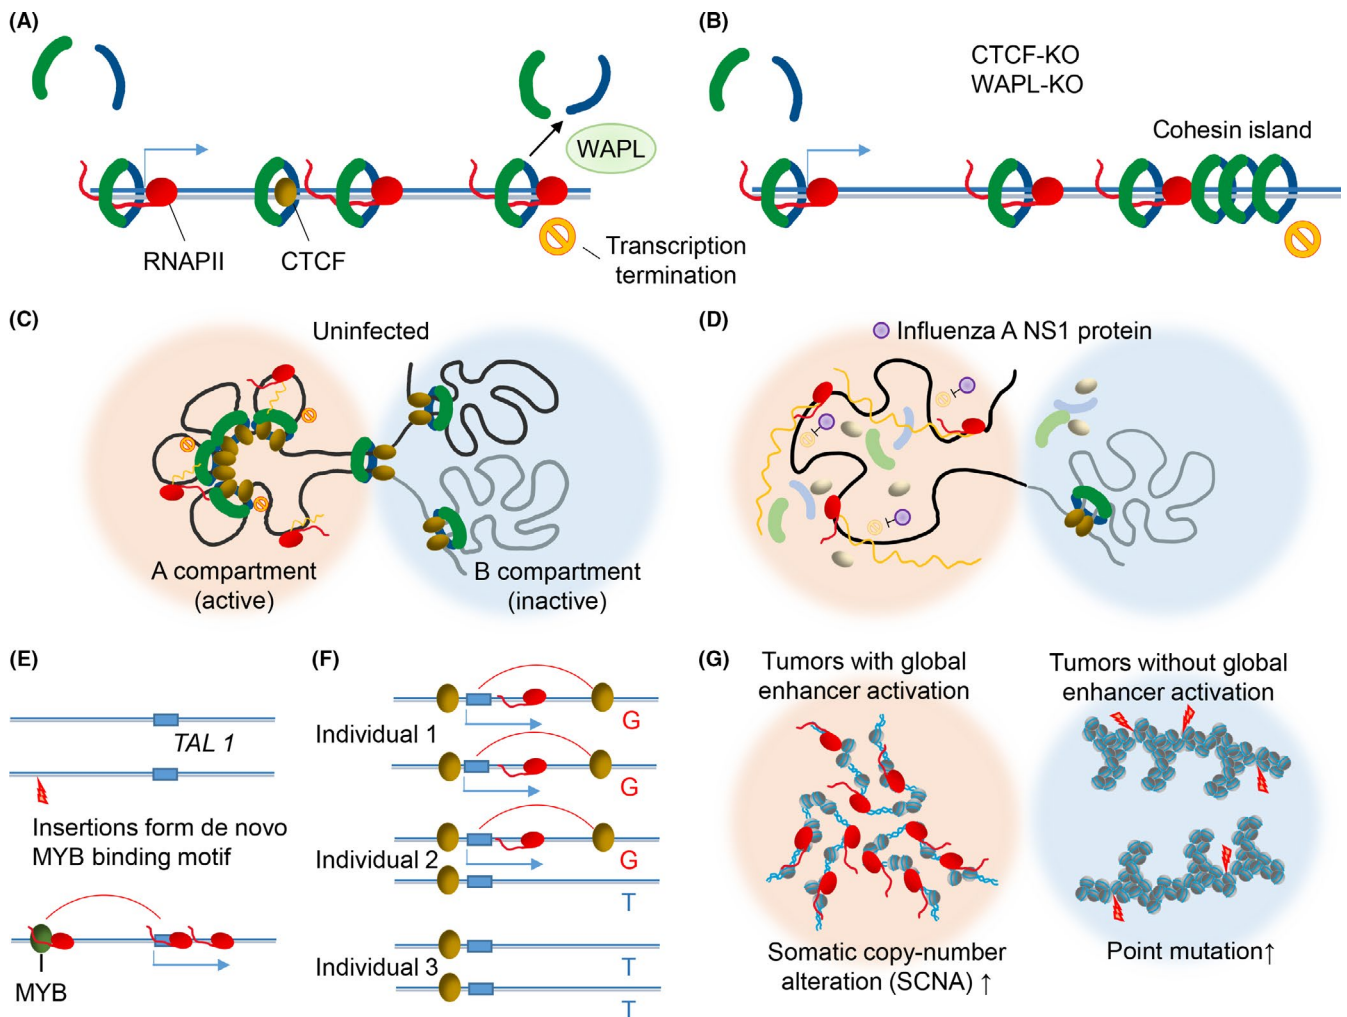 (A)
WAPL
RNAPII
CTCF
Transcription
termination
(B)
CTCF-KO
WAPL-KO
Cohesin island
(C)
Uninfected
A compartment
(active)
B compartment
(inactive)
(D)
Influenza A NS1 protein
(E)
TAL 1
Insertions form de novo
MYB binding motif
MYB
(F)
Individual 1
G
G
Individual 2
G
T
Individual 3
T
T
(G)
Tumors with global
enhancer activation
Tumors without global
enhancer activation
Somatic copy-number
alteration (SCNA) ↑
Point mutation↑